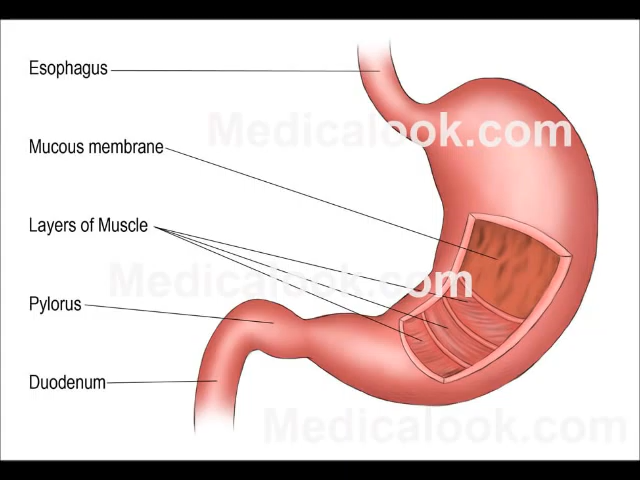 Esophagus
Medicalook.com
Mucous membrane
Layers of Muscle
Medicalook.com
Pylorus
Duodenum
Medicalook.com